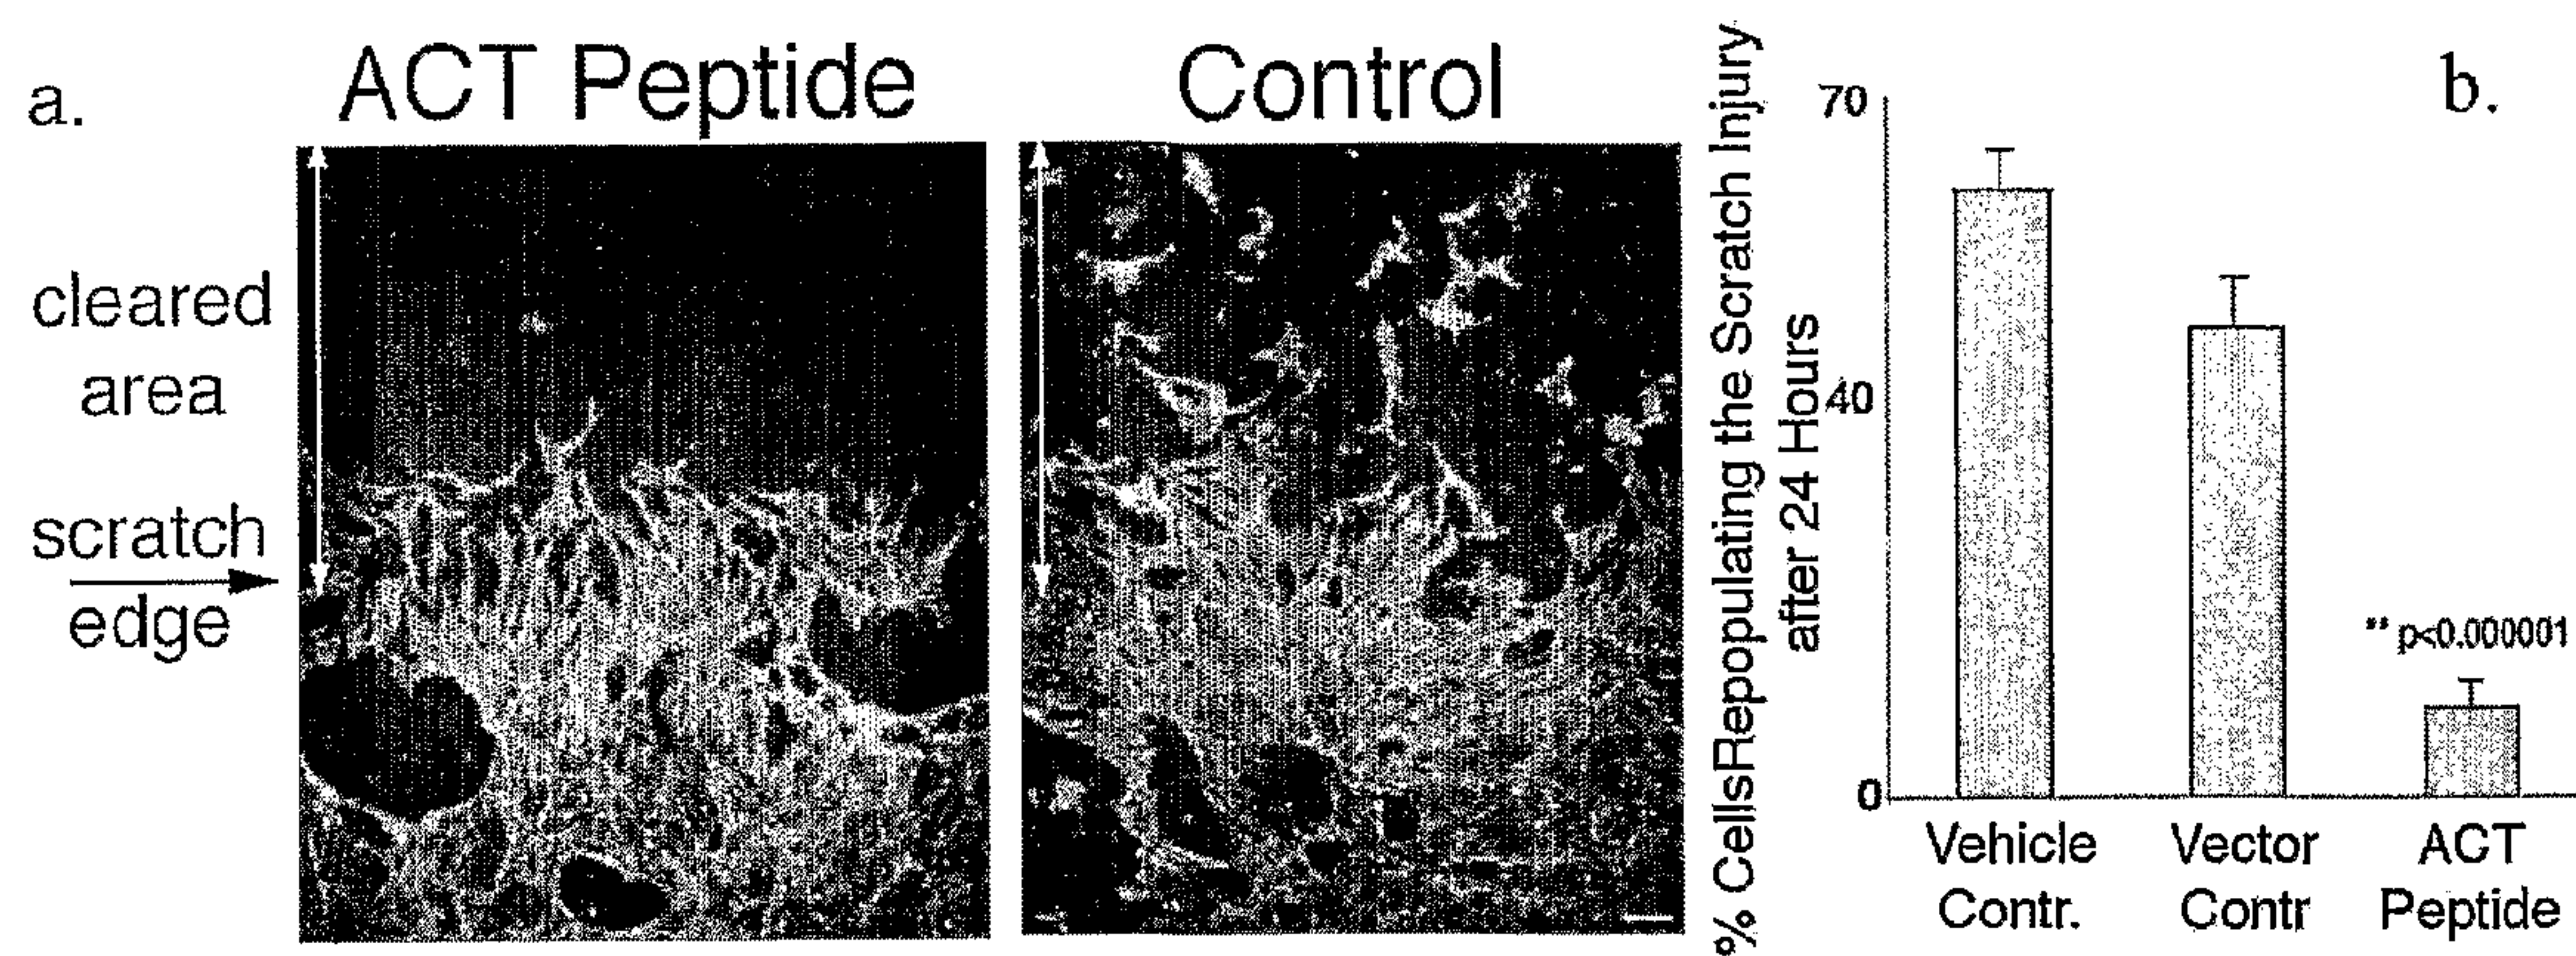 a.
ACT Peptide
Control
cleared
area
scratch
edge
b.
% CellsRepopulating the Scratch Injury
after 24 Hours
70
40
0
** p<0.000001
Vehicle
Contr.
Vector
Contr
ACT
Peptide